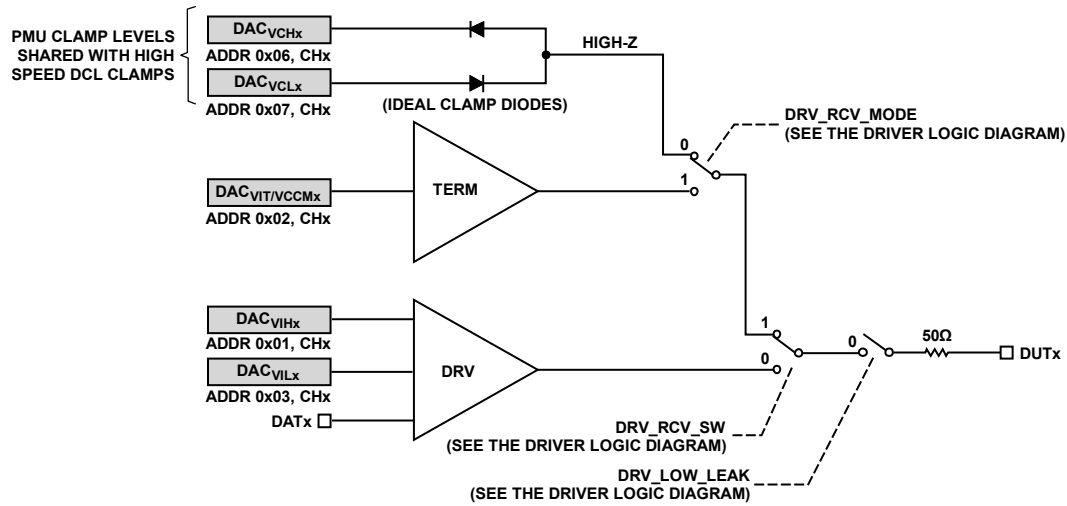 PMU CLAMP LEVELS
SHARED WITH HIGH
SPEED DCL CLAMPS
DACVCHx
ADDR 0x06, CHx
DACVCLx
ADDR 0x07, CHx
(IDEAL CLAMP DIODES)
HIGH-Z
DRV_RCV_MODE
(SEE THE DRIVER LOGIC DIAGRAM)
0
1
DACVIT/VCCMx
ADDR 0x02, CHx
TERM
DACVIHx
ADDR 0x01, CHx
DACVILx
ADDR 0x03, CHx
DATx
DRV
1
0
0
50Ω
DUTx
DRV_RCV_SW
(SEE THE DRIVER LOGIC DIAGRAM)
DRV_LOW_LEAK
(SEE THE DRIVER LOGIC DIAGRAM)